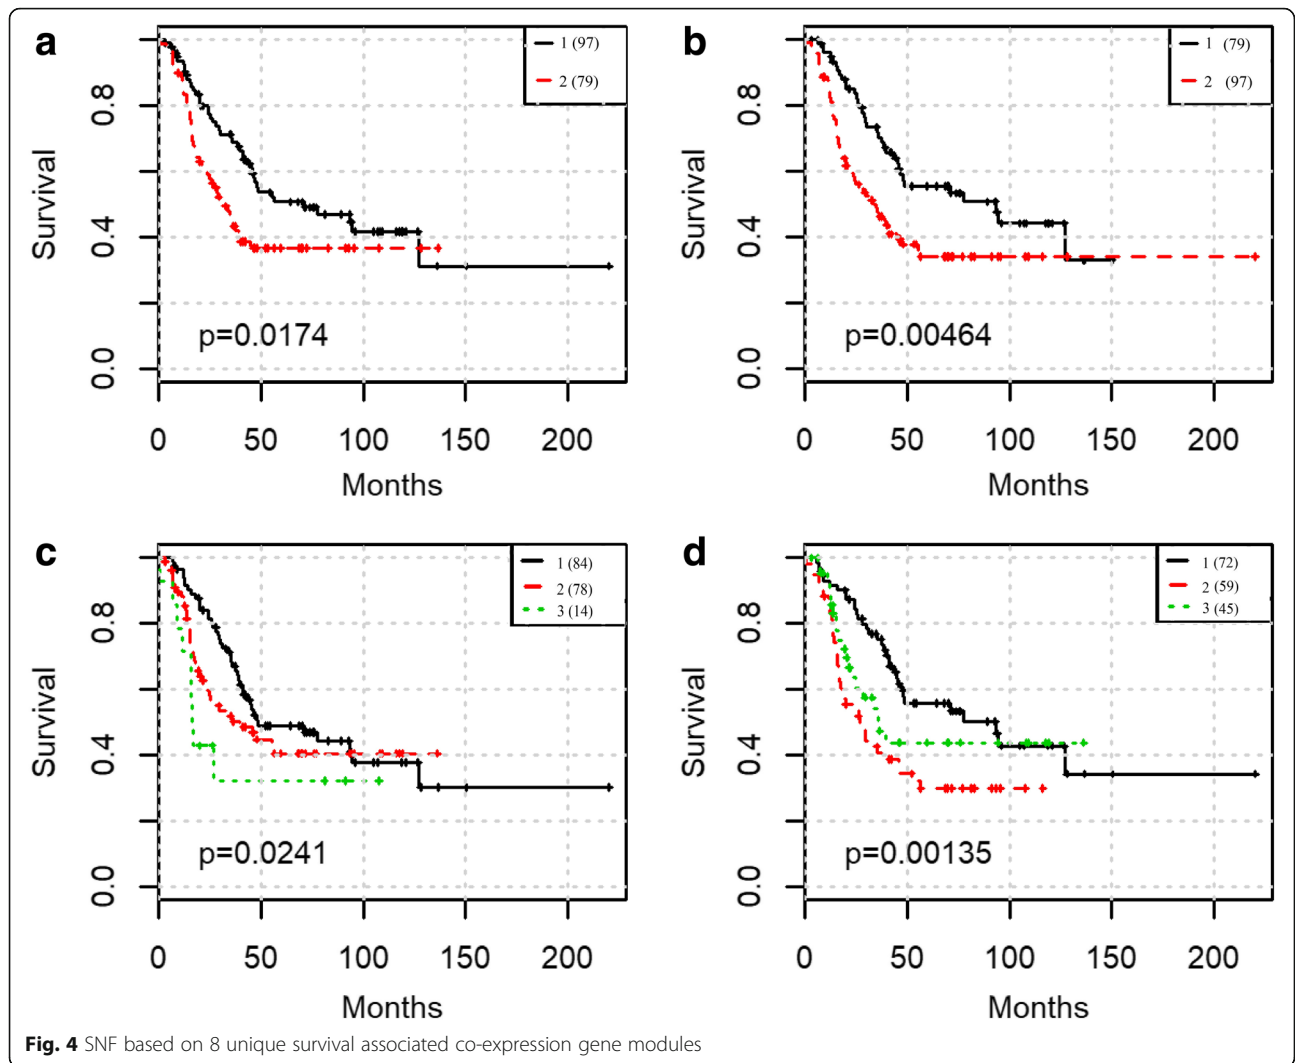 a
1 (97)
2 (79)
Survival
0.0 0.4 0.8
p=0.0174
0 50 100 150 200
Months
b
1 (79)
2 (97)
Survival
0.0 0.4 0.8
p=0.00464
0 50 100 150 200
Months
c
1 (84)
2 (78)
3 (14)
Survival
0.0 0.4 0.8
p=0.0241
0 50 100 150 200
Months
d
1 (72)
2 (59)
3 (45)
Survival
0.0 0.4 0.8
p=0.00135
0 50 100 150 200
Months
Fig. 4 SNF based on 8 unique survival associated co-expression gene modules